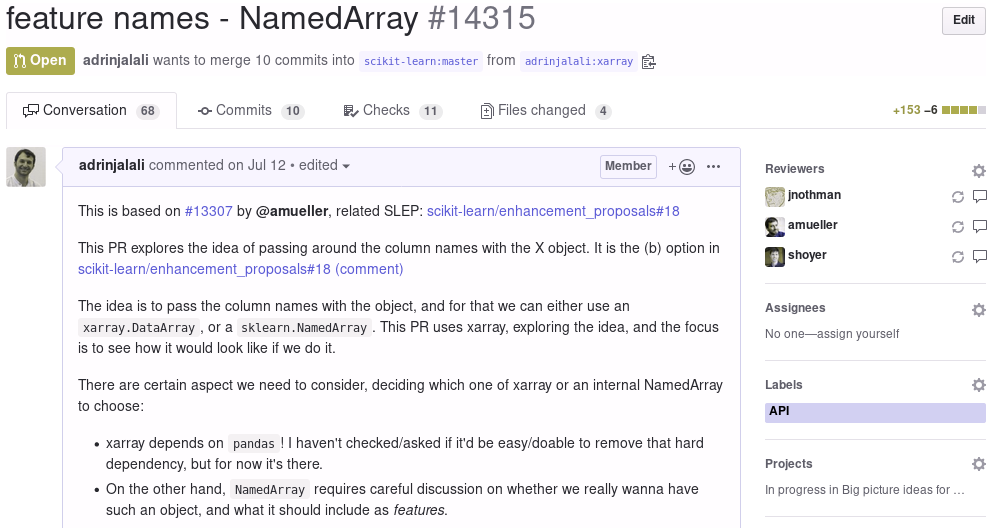 feature names - NamedArray #14315
Edit
Open adrinjalali wants to merge 10 commits into scikit-learn:master from adrinjalali:xarray
Conversation 68 Commits 10 Checks 11 Files changed 4 +153 −6
adrinjalali commented on Jul 12 • edited
Member
This is based on #13307 by @amueller, related SLEP: scikit-learn/enhancement_proposals#18
This PR explores the idea of passing around the column names with the X object. It is the (b) option in
scikit-learn/enhancement_proposals#18 (comment)
The idea is to pass the column names with the object, and for that we can either use an
xarray.DataArray, or a sklearn.NamedArray. This PR uses xarray, exploring the idea, and the focus
is to see how it would look like if we do it.
There are certain aspect we need to consider, deciding which one of xarray or an internal NamedArray
to choose:
• xarray depends on pandas! I haven't checked/asked if it'd be easy/doable to remove that hard
dependency, but for now it's there.
• On the other hand, NamedArray requires careful discussion on whether we really wanna have
such an object, and what it should include as features.
Reviewers
jnothman
amueller
shoyer
Assignees
No one—assign yourself
Labels
API
Projects
In progress in Big picture ideas for …